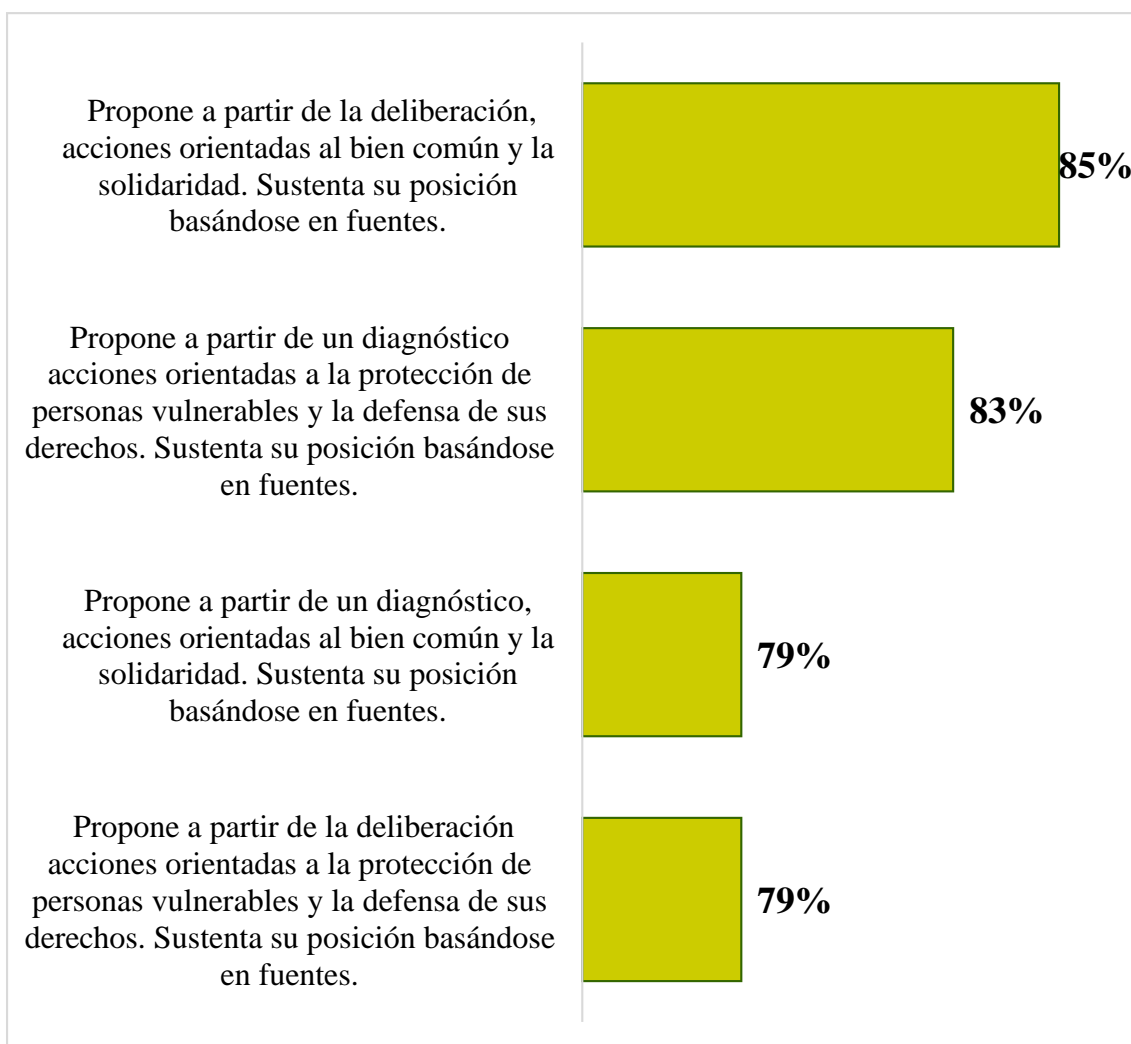 Propone a partir de la deliberación,
acciones orientadas al bien común y la
solidaridad. Sustenta su posición
basándose en fuentes.
85%
Propone a partir de un diagnóstico
acciones orientadas a la protección de
personas vulnerables y la defensa de sus
derechos. Sustenta su posición basándose
en fuentes.
83%
Propone a partir de un diagnóstico,
acciones orientadas al bien común y la
solidaridad. Sustenta su posición
basándose en fuentes.
79%
Propone a partir de la deliberación
acciones orientadas a la protección de
personas vulnerables y la defensa de sus
derechos. Sustenta su posición basándose
en fuentes.
79%